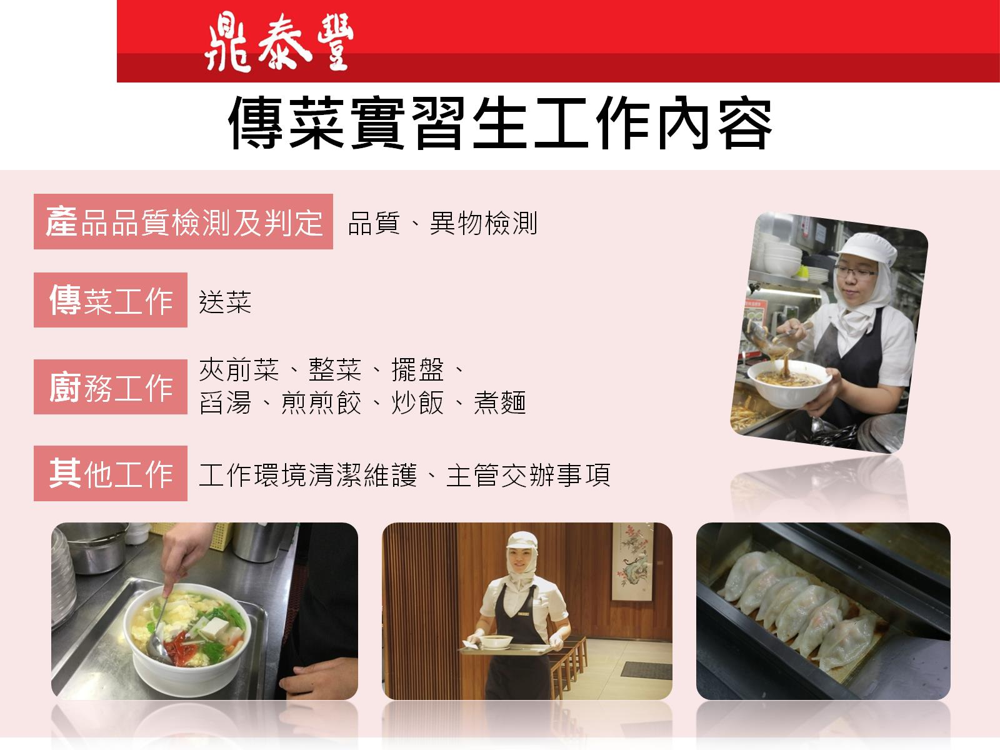 鼎泰豐
傳菜實習生工作內容
產品品質檢測及判定 品質、異物檢測
傳菜工作 送菜
廚務工作 夾前菜、整菜、擺盤、
舀湯、煎煎餃、炒飯、煮麵
其他工作 工作環境清潔維護、主管交辦事項